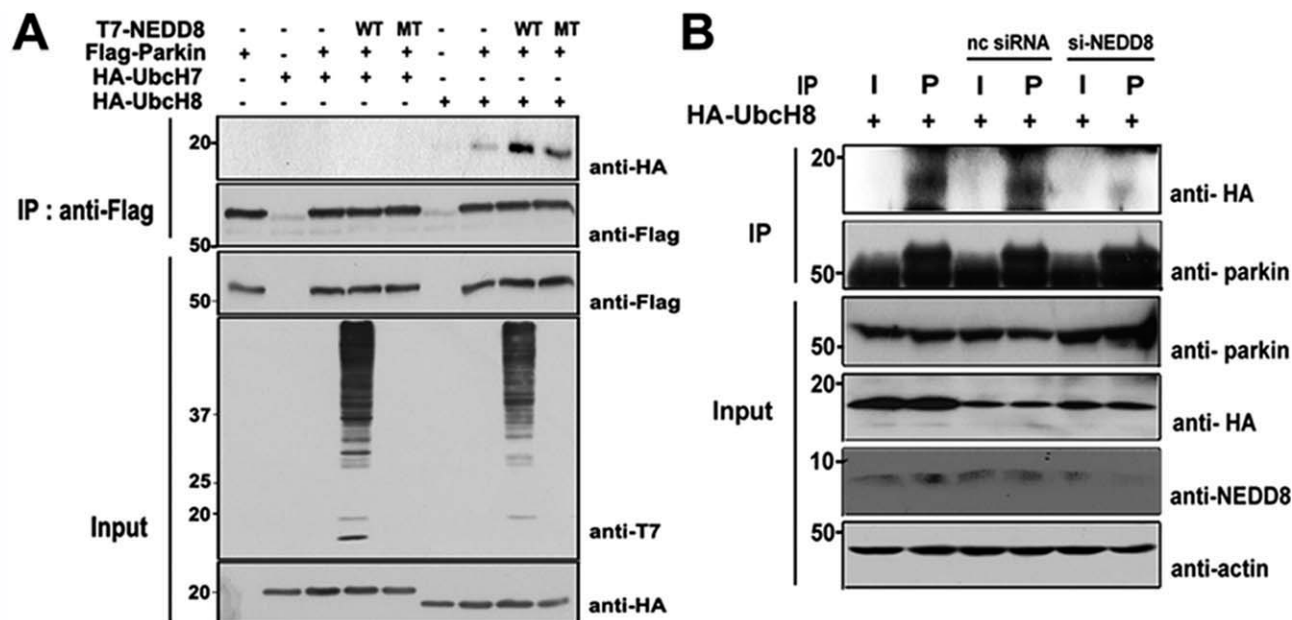 A
T7-NEDD8 - - - WT MT - - WT MT
Flag-Parkin + - + + + - + + +
HA-UbcH7 - + + + + - - - -
HA-UbcH8 - - - - - + + + +
IP : anti-Flag
20
anti-HA
anti-Flag
50
Input
50
anti-Flag
37
25
20
anti-T7
20
anti-HA
B
nc siRNA si-NEDD8
IP I P I P I P
HA-UbcH8 + + + + + +
IP
20
anti- HA
50
anti- parkin
Input
50
anti- parkin
20
anti- HA
10
anti-NEDD8
50
anti-actin